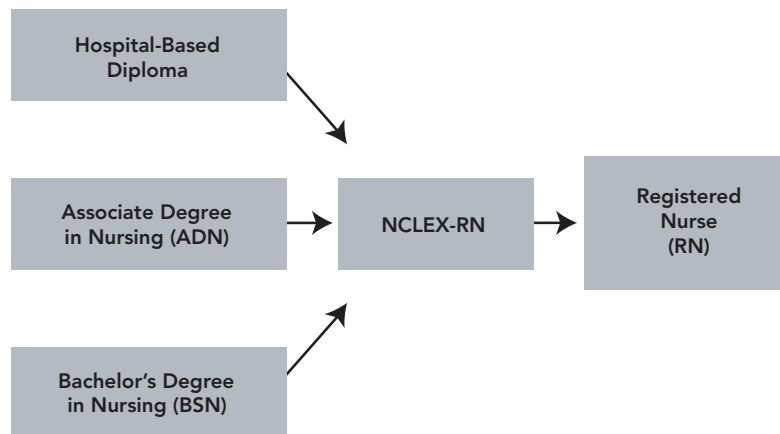 Hospital-Based
Diploma
Associate Degree
in Nursing (ADN)
NCLEX-RN
Registered
Nurse
(RN)
Bachelor’s Degree
in Nursing (BSN)